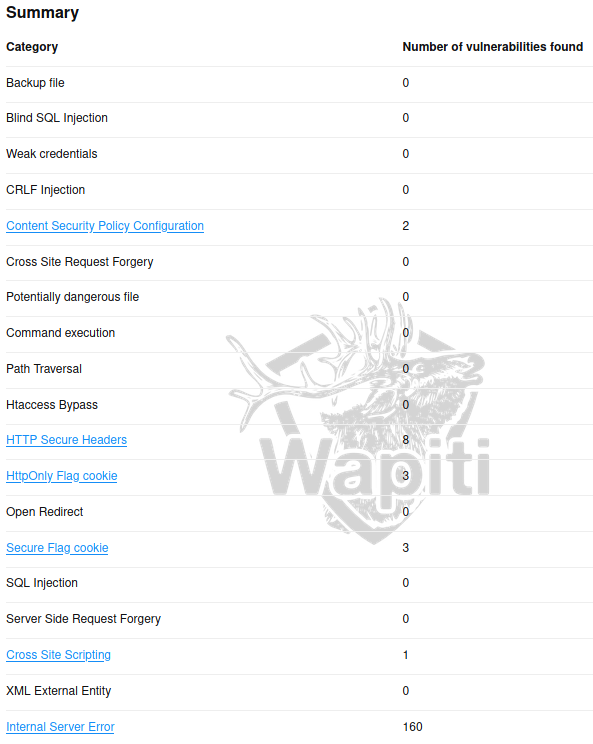 Summary
Category Number of vulnerabilities found
Backup file 0
Blind SQL Injection 0
Weak credentials 0
CRLF Injection 0
Content Security Policy Configuration 2
Cross Site Request Forgery 0
Potentially dangerous file 0
Command execution 0
Path Traversal 0
Htaccess Bypass 0
HTTP Secure Headers 8
Wapiti
HttpOnly Flag cookie 3
Open Redirect 0
Secure Flag cookie 3
SQL Injection 0
Server Side Request Forgery 0
Cross Site Scripting 1
XML External Entity 0
Internal Server Error 160